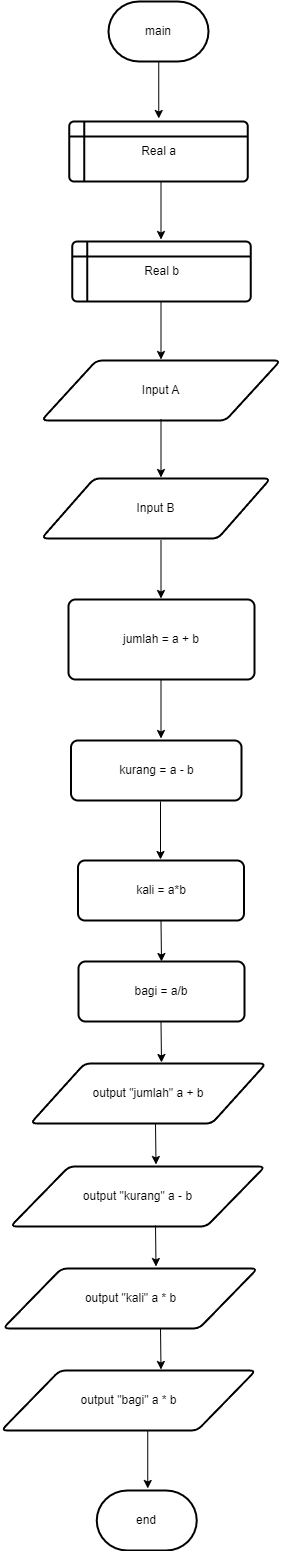 main
Real a
Real b
Input A
Input B
jumlah = a + b
kurang = a - b
kali = a*b
bagi = a/b
output "jumlah" a + b
output "kurang" a - b
output "kali" a * b
output "bagi" a * b
end